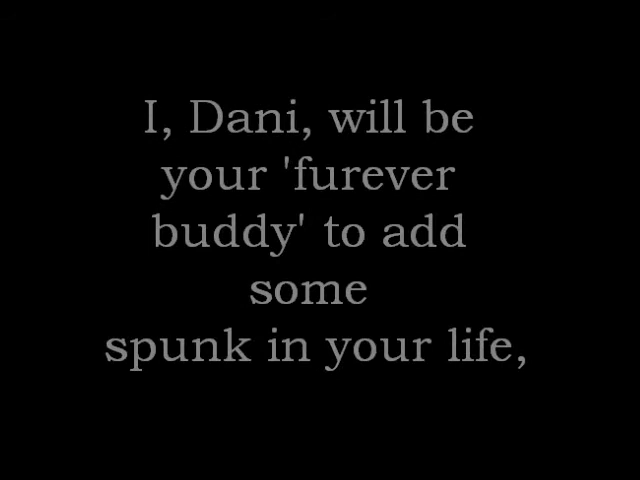 I, Dani, will be
your 'furever
buddy' to add
some
spunk in your life,